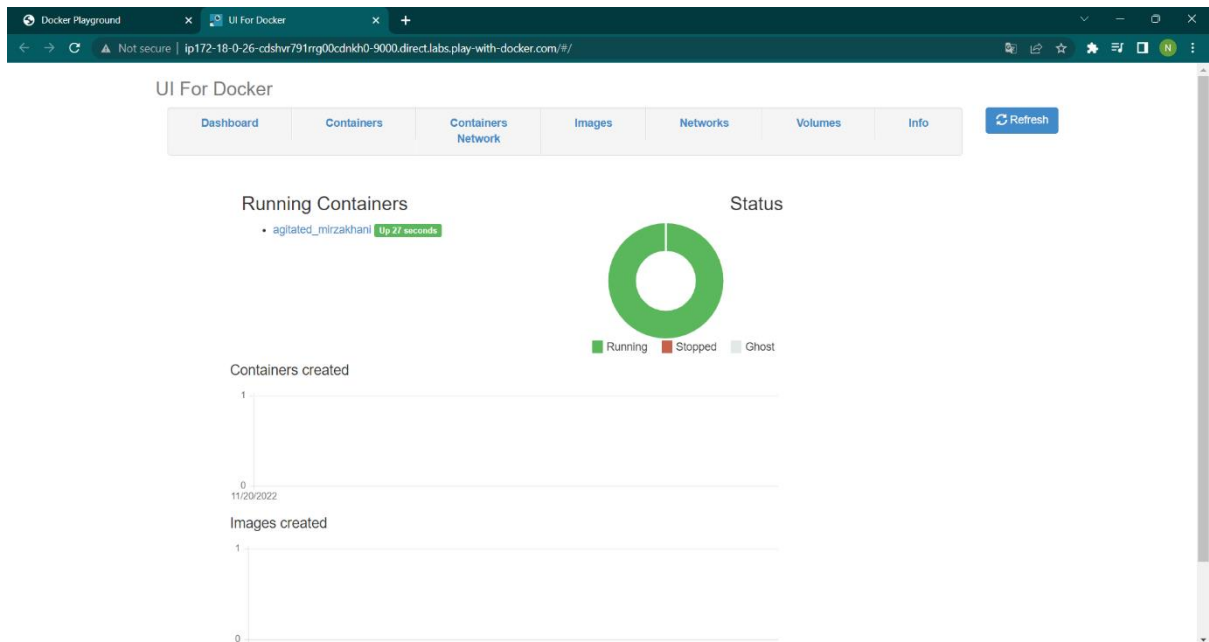 Docker Playground
UI For Docker
Not secure | ip172-18-0-26-cdshvr791rrg00cdnkh0-9000.direct.labs.play-with-docker.com/#/
N
UI For Docker
Dashboard
Containers
Containers
Network
Images
Networks
Volumes
Info
Refresh
Running Containers
agitated_mirzakhani Up 27 seconds
Status
Running Stopped Ghost
Containers created
1
0
11/20/2022
Images created
1
0